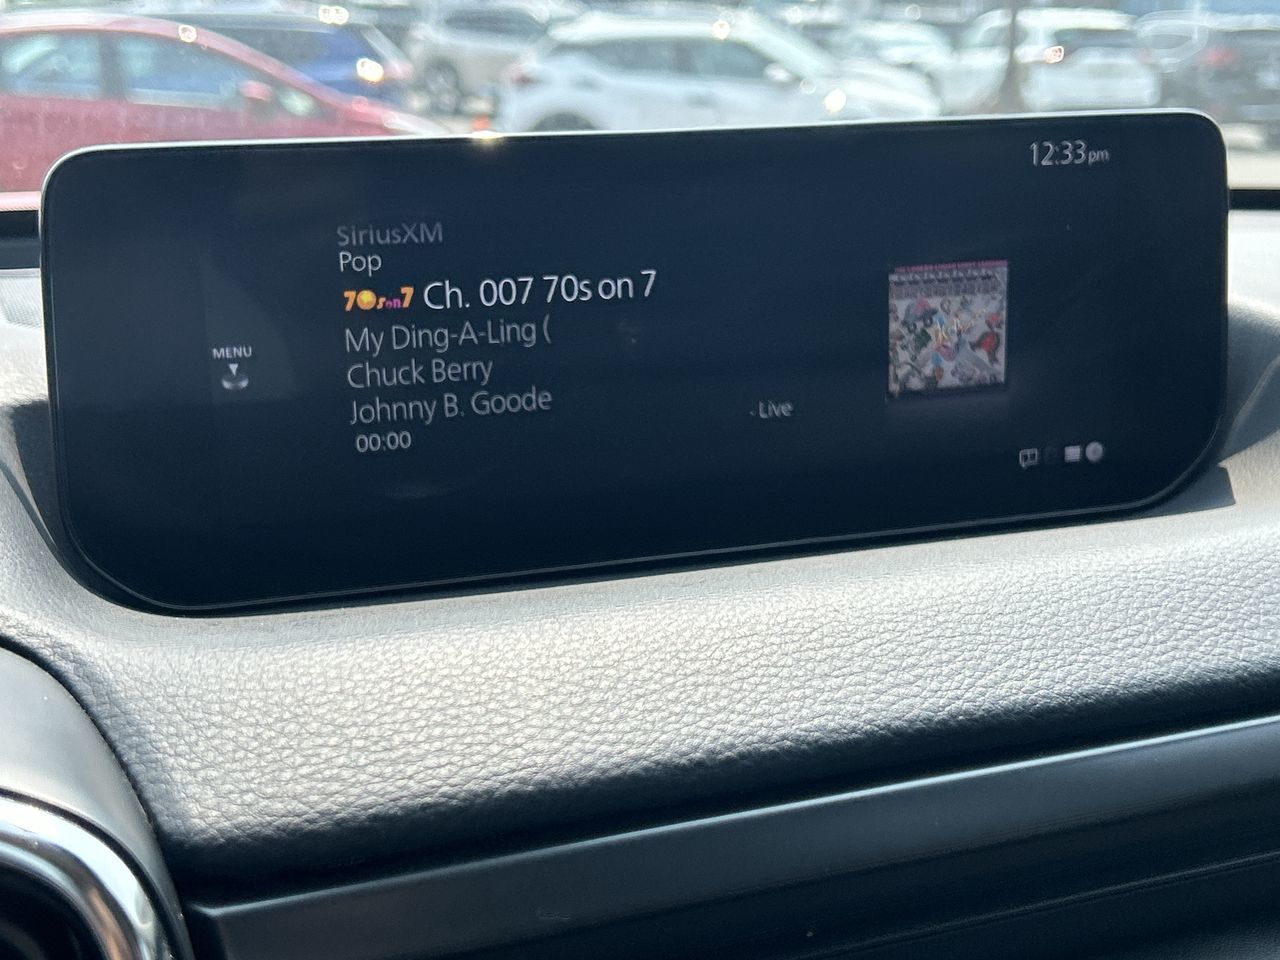 12:33pm
SiriusXM
Pop
70s on 7 Ch. 007 70s on 7
My Ding-A-Ling (
Chuck Berry
Johnny B. Goode
00:00
Live
MENU